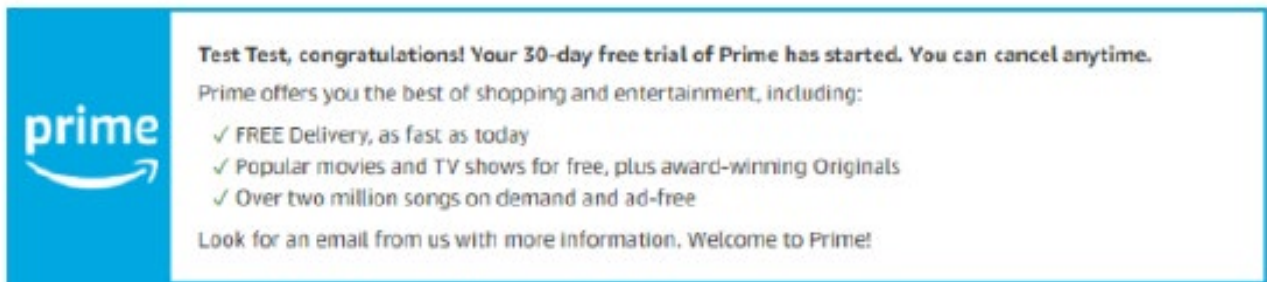 prime
Test Test, congratulations! Your 30-day free trial of Prime has started. You can cancel anytime.
Prime offers you the best of shopping and entertainment, including:
✓ FREE Delivery, as fast as today
✓ Popular movies and TV shows for free, plus award-winning Originals
✓ Over two million songs on demand and ad-free
Look for an email from us with more information. Welcome to Prime!